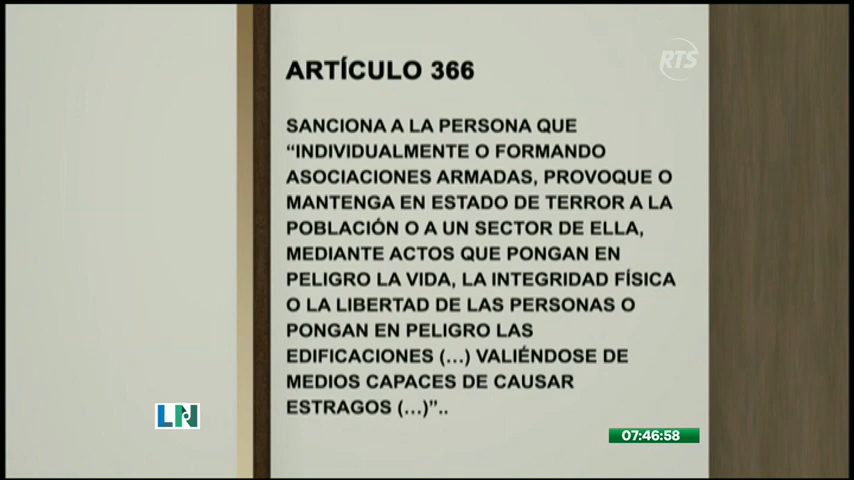 RTS
ARTÍCULO 366
SANCIONA A LA PERSONA QUE
“INDIVIDUALMENTE O FORMANDO
ASOCIACIONES ARMADAS, PROVOQUE O
MANTENGA EN ESTADO DE TERROR A LA
POBLACIÓN O A UN SECTOR DE ELLA,
MEDIANTE ACTOS QUE PONGAN EN
PELIGRO LA VIDA, LA INTEGRIDAD FÍSICA
O LA LIBERTAD DE LAS PERSONAS O
PONGAN EN PELIGRO LAS
EDIFICACIONES (...) VALIÉNDOSE DE
MEDIOS CAPACES DE CAUSAR
ESTRAGOS (...)”..
LN
07:46:58